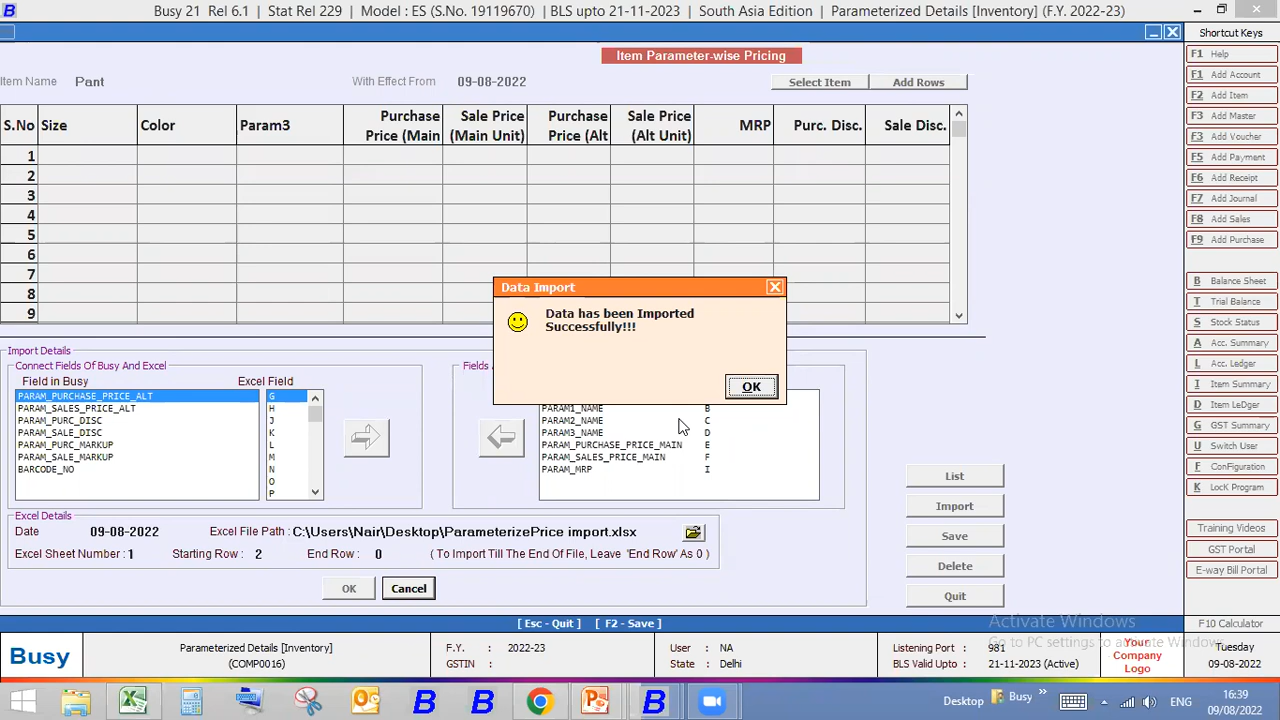 Busy 21 Rel 6.1 | Stat Rel 229 | Model : ES (S.No. 19119670) | BLS upto 21-11-2023 | South Asia Edition | Parameterized Details [Inventory] (F.Y. 2022-23)
Item Parameter-wise Pricing
Item Name Pant With Effect From 09-08-2022 Select Item Add Rows
S.No Size Color Param3 Purchase Price (Main Sale Price (Main Unit) Purchase Price (Alt Sale Price (Alt Unit) MRP Purc. Disc. Sale Disc.
1
2
3
4
5
6
7
8
9
Data Import
Data has been Imported
Successfully!!!
OK
Import Details
Connect Fields Of Busy And Excel
Field in Busy Excel Field
PARAM_PURCHASE_PRICE_ALT G
PARAM_SALES_PRICE_ALT H
PARAM_PURC_DISC J
PARAM_SALE_DISC K
PARAM_PURC_MARKUP L
PARAM_SALE_MARKUP M
BARCODE_NO N
O
P
Fields
PARAM1_NAME B
PARAM2_NAME C
PARAM3_NAME D
PARAM_PURCHASE_PRICE_MAIN E
PARAM_SALES_PRICE_MAIN F
PARAM_MRP I
Excel Details
Date 09-08-2022 Excel File Path : C:\Users\Nair\Desktop\ParameterizePrice import.xlsx
Excel Sheet Number : 1 Starting Row : 2 End Row : 0 ( To Import Till The End Of File, Leave 'End Row' As 0 )
OK Cancel
List
Import
Save
Delete
Quit
[ Esc - Quit ] [ F2 - Save ]
Shortcut Keys
F1 Help
F1 Add Account
F2 Add Item
F3 Add Master
F3 Add Voucher
F5 Add Payment
F6 Add Receipt
F7 Add Journal
F8 Add Sales
F9 Add Purchase
B Balance Sheet
T Trial Balance
S Stock Status
A Acc. Summary
L Acc. Ledger
I Item Summary
D Item LeDger
G GST Summary
U Switch User
F ConFiguration
K LocK Program
Training Videos
GST Portal
E-way Bill Portal
F10 Calculator
Activate Windows
Go to PC settings to activate Windows.
Busy
Parameterized Details [Inventory]
(COMP0016)
F.Y. : 2022-23
GSTIN :
User : NA
State : Delhi
Listening Port : 981
BLS Valid Upto : 21-11-2023 (Active)
Your
Company
Logo
Tuesday
09-08-2022
Desktop Busy ENG 16:39
09/08/2022